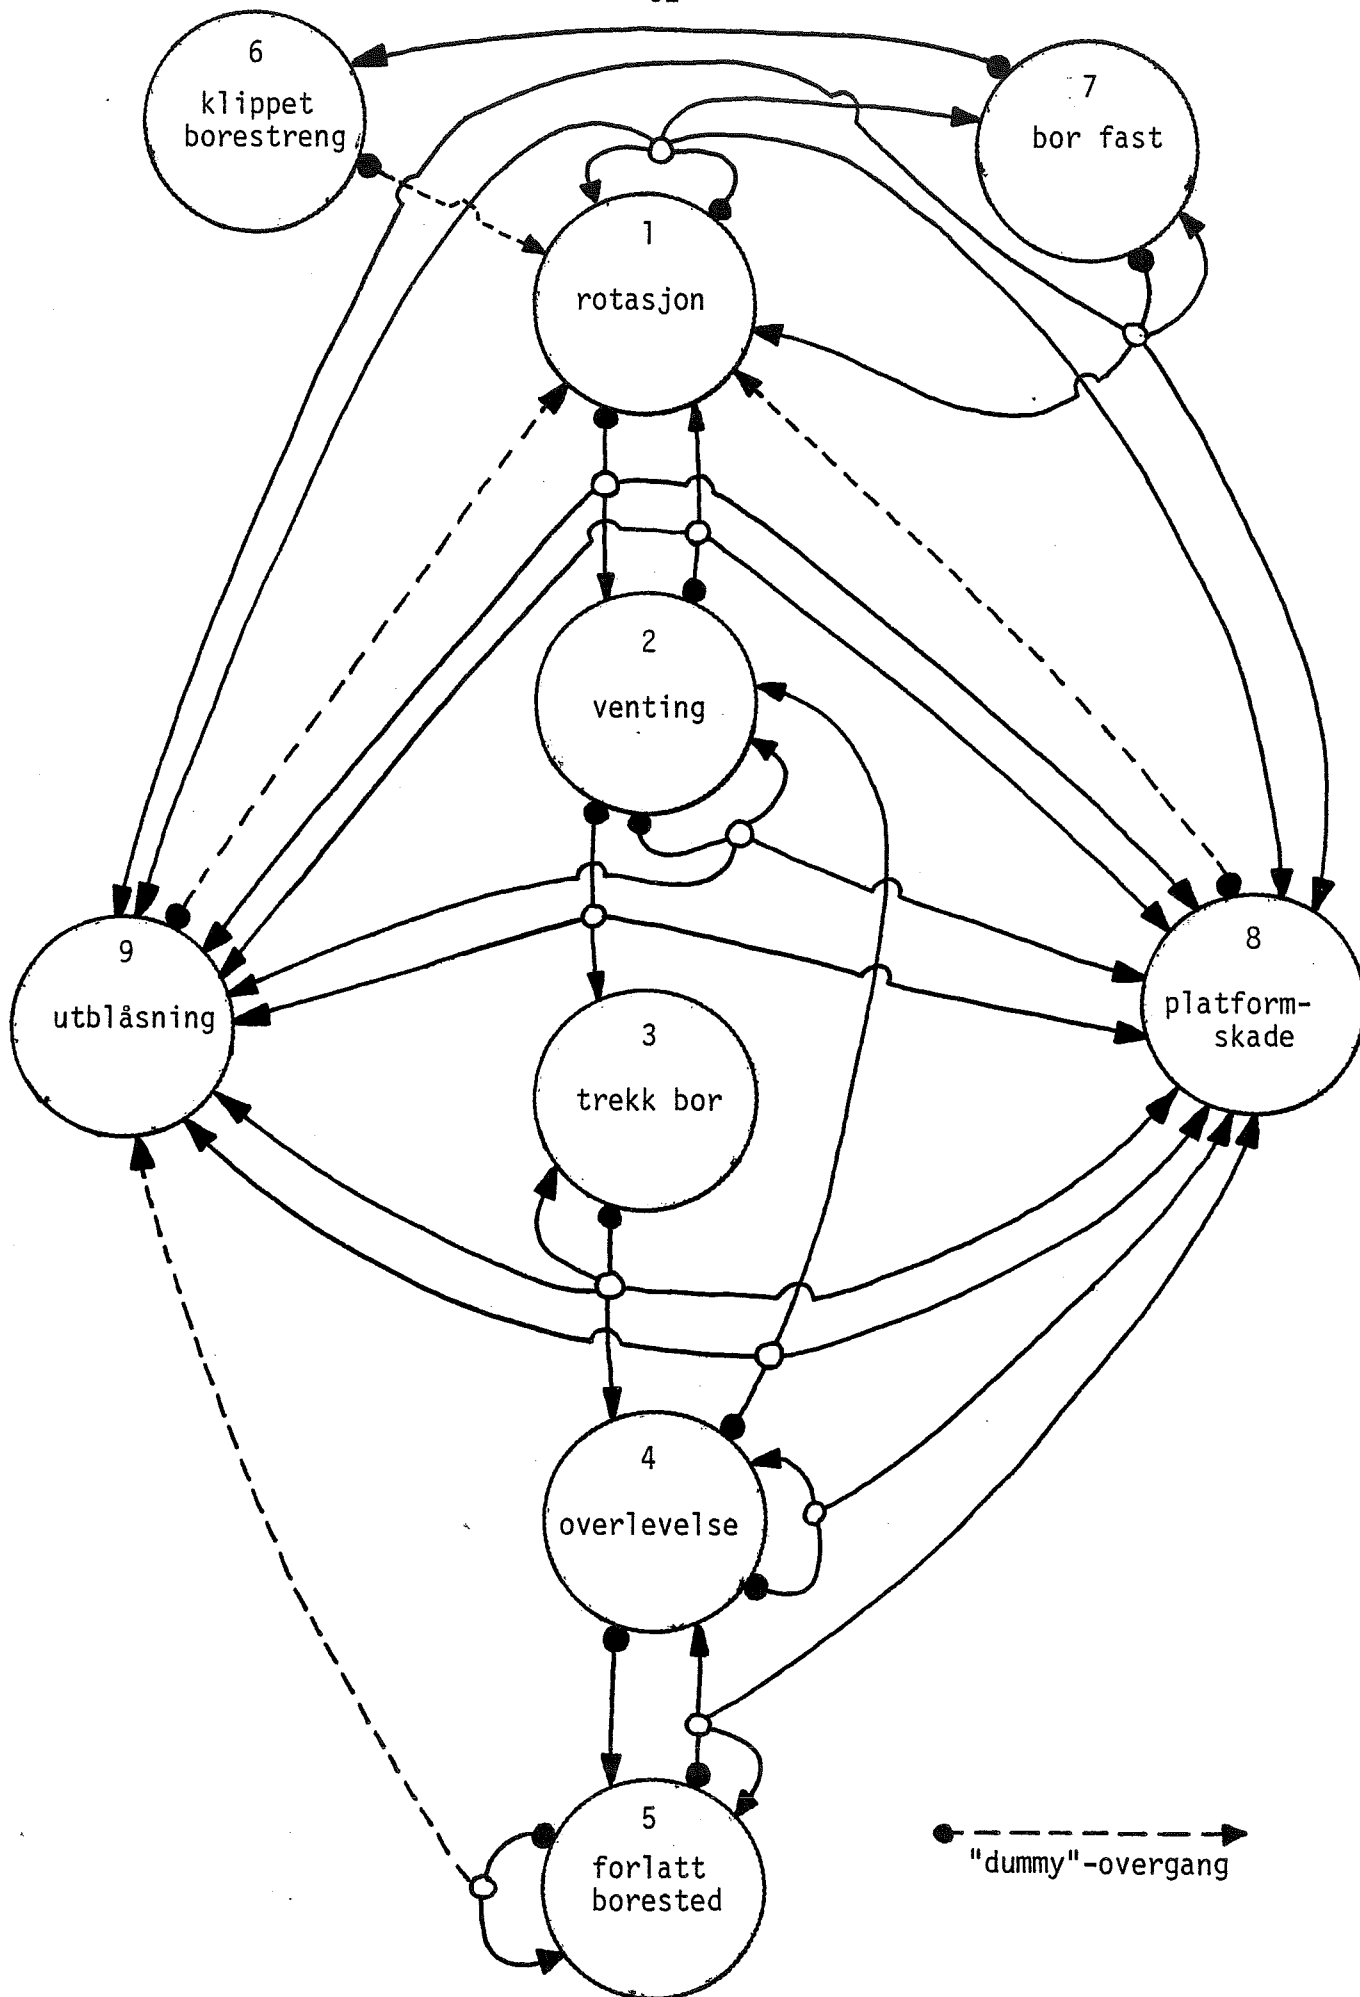 6
klippet
borestreng
7
bor fast
1
rotasjon
2
venting
9
utblåsning
8
platform-
skade
3
trekk bor
4
overlevelse
5
forlatt
borested
"dummy"-overgang